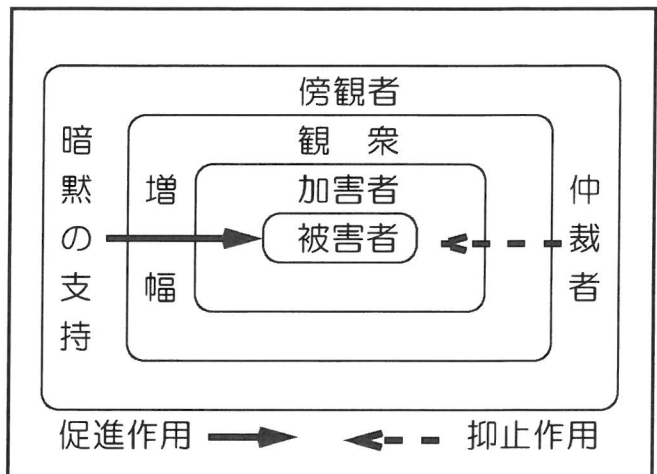 傍観者
観衆
加害者
被害者
暗黙の支持
増幅
仲裁者
促進作用
抑止作用